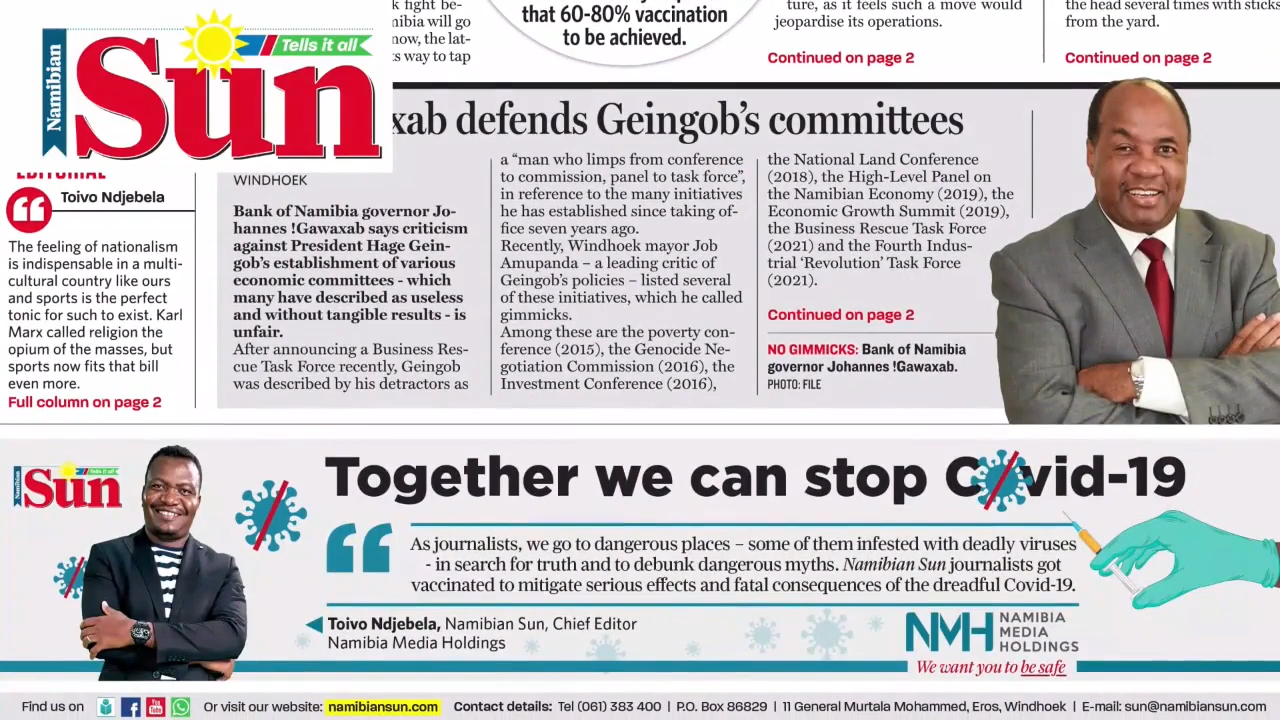 Namibian
Sun
Tells it all
k fight be-
mibia will go
now, the lat-
ts way to tap
that 60-80% vaccination
to be achieved.
ture, as it feels such a move would
jeopardise its operations.
Continued on page 2
the head several times with sticks
from the yard.
Continued on page 2
xab defends Geingob's committees
EDITORIAL
Toivo Ndjebela
The feeling of nationalism
is indispensable in a multi-
cultural country like ours
and sports is the perfect
tonic for such to exist. Karl
Marx called religion the
opium of the masses, but
sports now fits that bill
even more.
Full column on page 2
WINDHOEK
Bank of Namibia governor Jo-
hannes !Gawaxab says criticism
against President Hage Gein-
gob's establishment of various
economic committees - which
many have described as useless
and without tangible results - is
unfair.
After announcing a Business Res-
cue Task Force recently, Geingob
was described by his detractors as
a "man who limps from conference
to commission, panel to task force",
in reference to the many initiatives
he has established since taking of-
fice seven years ago.
Recently, Windhoek mayor Job
Amupanda – a leading critic of
Geingob's policies – listed several
of these initiatives, which he called
gimmicks.
Among these are the poverty con-
ference (2015), the Genocide Ne-
gotiation Commission (2016), the
Investment Conference (2016),
the National Land Conference
(2018), the High-Level Panel on
the Namibian Economy (2019), the
Economic Growth Summit (2019),
the Business Rescue Task Force
(2021) and the Fourth Indus-
trial 'Revolution' Task Force
(2021).
Continued on page 2
NO GIMMICKS: Bank of Namibia
governor Johannes !Gawaxab.
PHOTO: FILE
Namibian
Sun
Tells it all
Together we can stop Covid-19
As journalists, we go to dangerous places – some of them infested with deadly viruses
- in search for truth and to debunk dangerous myths. Namibian Sun journalists got
vaccinated to mitigate serious effects and fatal consequences of the dreadful Covid-19.
Toivo Ndjebela, Namibian Sun, Chief Editor
Namibia Media Holdings
NMH NAMIBIA
MEDIA
HOLDINGS
We want you to be safe
Find us on Or visit our website: namibiansun.com Contact details: Tel (061) 383 400 | P.O. Box 86829 | 11 General Murtala Mohammed, Eros, Windhoek | E-mail: sun@namibiansun.com